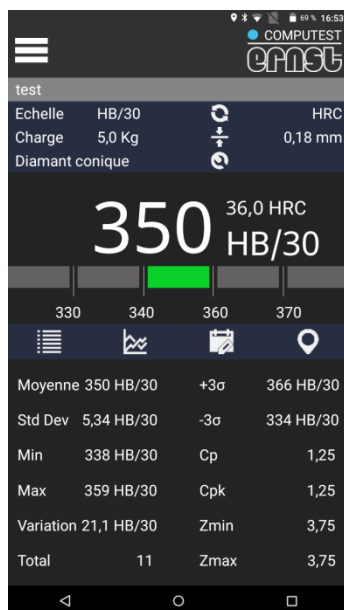 69 % 16:53
COMPUTEST
ernst
test
Echelle HB/30 HRC
Charge 5,0 Kg 0,18 mm
Diamant conique
350 36,0 HRC
HB/30
330 340 360 370
Moyenne 350 HB/30 +3σ 366 HB/30
Std Dev 5,34 HB/30 -3σ 334 HB/30
Min 338 HB/30 Cp 1,25
Max 359 HB/30 Cpk 1,25
Variation 21,1 HB/30 Zmin 3,75
Total 11 Zmax 3,75